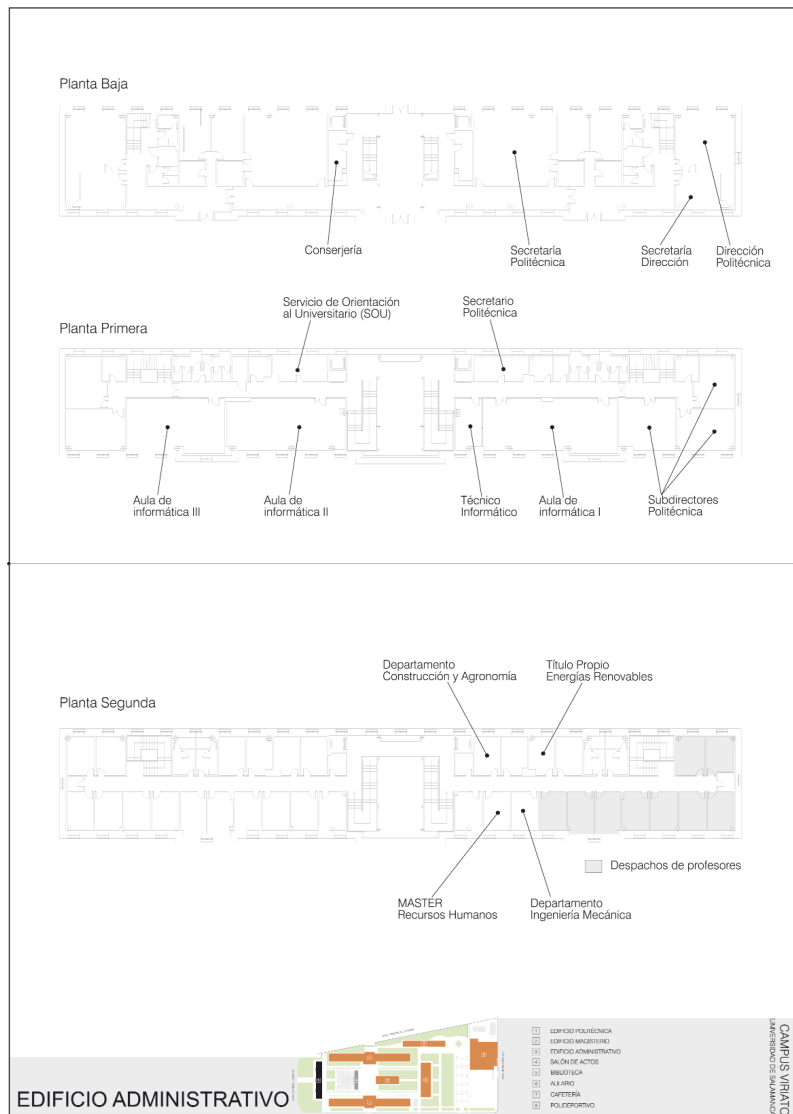 Planta Baja
Conserjería
Secretaría
Politécnica
Secretaría
Dirección
Dirección
Politécnica
Servicio de Orientación
al Universitario (SOU)
Secretario
Politécnica
Planta Primera
Aula de
informática III
Aula de
informática II
Técnico
Informático
Aula de
informática I
Subdirectores
Politécnica
Departamento
Construcción y Agronomía
Título Propio
Energías Renovables
Planta Segunda
Despachos de profesores
MASTER
Recursos Humanos
Departamento
Ingeniería Mecánica
EDIFICIO ADMINISTRATIVO
1 EDIFICIO POLITÉCNICA
2 EDIFICIO MAGISTERIO
3 EDIFICIO ADMINISTRATIVO
4 SALÓN DE ACTOS
5 BIBLIOTECA
6 AULARIO
7 CAFETERÍA
8 POLIDEPORTIVO
CAMPUS VIRIATO
UNIVERSIDAD DE SALAMANCA